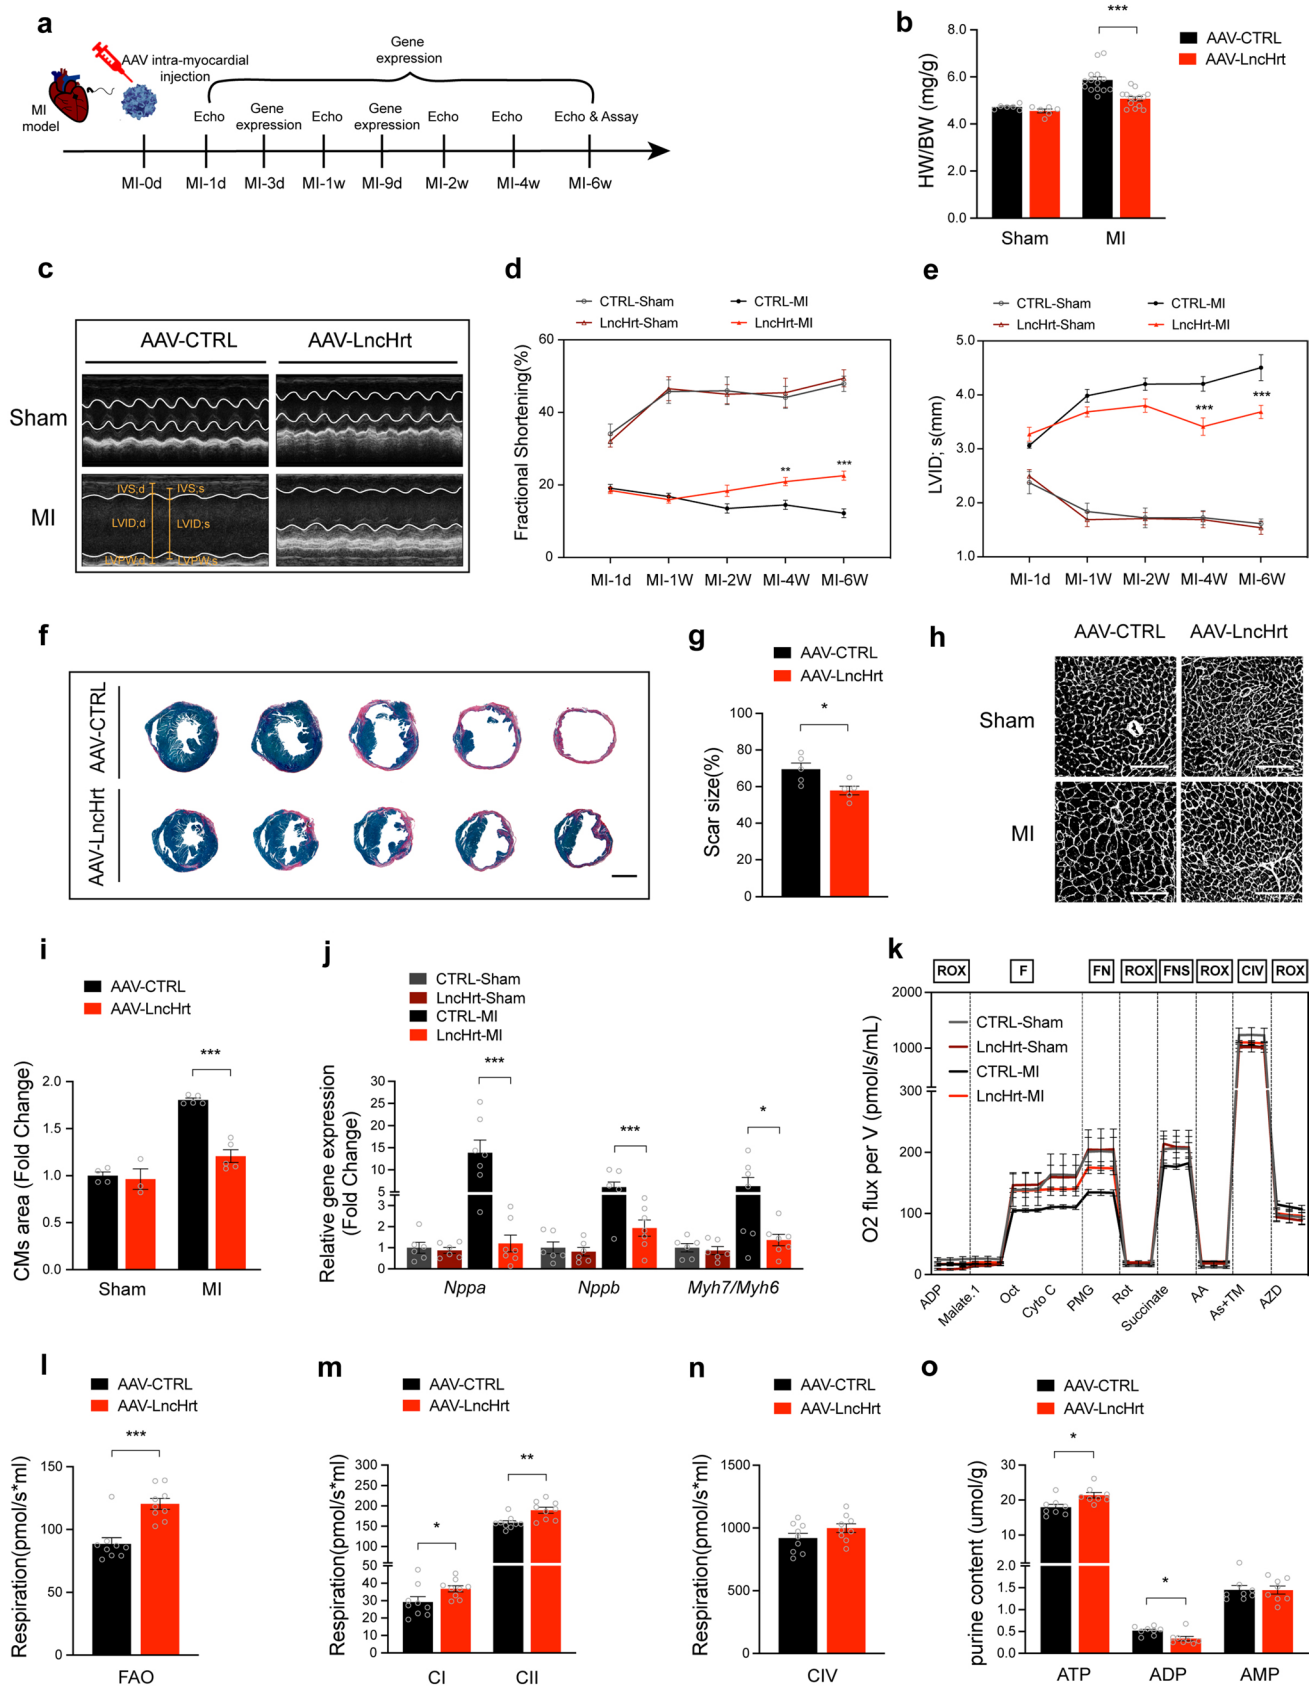 a
AAV intra-myocardial
injection
MI
model
Gene
expression
Echo
Gene
expression
Echo
Gene
expression
Echo
Echo
Echo & Assay
MI-0d
MI-1d
MI-3d
MI-1w
MI-9d
MI-2w
MI-4w
MI-6w
b
AAV-CTRL
AAV-LncHrt
***
HW/BW (mg/g)
8.0
6.0
4.0
2.0
0.0
Sham
MI
c
AAV-CTRL
AAV-LncHrt
Sham
MI
IVS;d
IVS;s
LVID;d
LVID;s
LVPW;d
LVPW;s
d
CTRL-Sham
CTRL-MI
LncHrt-Sham
LncHrt-MI
Fractional Shortening(%)
60
40
20
0
**
***
MI-1d
MI-1W
MI-2W
MI-4W
MI-6W
e
CTRL-Sham
CTRL-MI
LncHrt-Sham
LncHrt-MI
LVID; s(mm)
5.0
4.0
3.0
2.0
1.0
***
***
MI-1d
MI-1W
MI-2W
MI-4W
MI-6W
f
AAV-CTRL
AAV-LncHrt
g
AAV-CTRL
AAV-LncHrt
*
Scar size(%)
100
80
60
40
20
0
h
AAV-CTRL
AAV-LncHrt
Sham
MI
i
AAV-CTRL
AAV-LncHrt
***
CMs area (Fold Change)
2.0
1.5
1.0
0.5
0.0
Sham
MI
j
CTRL-Sham
LncHrt-Sham
CTRL-MI
LncHrt-MI
***
***
*
Relative gene expression
(Fold Change)
30
25
20
15
10
5
3
2
1
0
Nppa
Nppb
Myh7/Myh6
k
ROX
F
FN
ROX
FNS
ROX
CIV
ROX
CTRL-Sham
LncHrt-Sham
CTRL-MI
LncHrt-MI
O2 flux per V (pmol/s/mL)
2000
1000
300
200
100
0
ADP
Malate.1
Oct
Cyto C
PMG
Rot
Succinate
AA
As+TM
AZD
l
AAV-CTRL
AAV-LncHrt
***
Respiration(pmol/s*ml)
150
100
50
0
FAO
m
AAV-CTRL
AAV-LncHrt
*
**
Respiration(pmol/s*ml)
300
250
200
150
100
50
40
30
20
10
0
CI
CII
n
AAV-CTRL
AAV-LncHrt
Respiration(pmol/s*ml)
1500
1000
500
0
CIV
o
AAV-CTRL
AAV-LncHrt
*
*
purine content (umol/g)
30
20
10
2.0
1.5
1.0
0.5
0.0
ATP
ADP
AMP